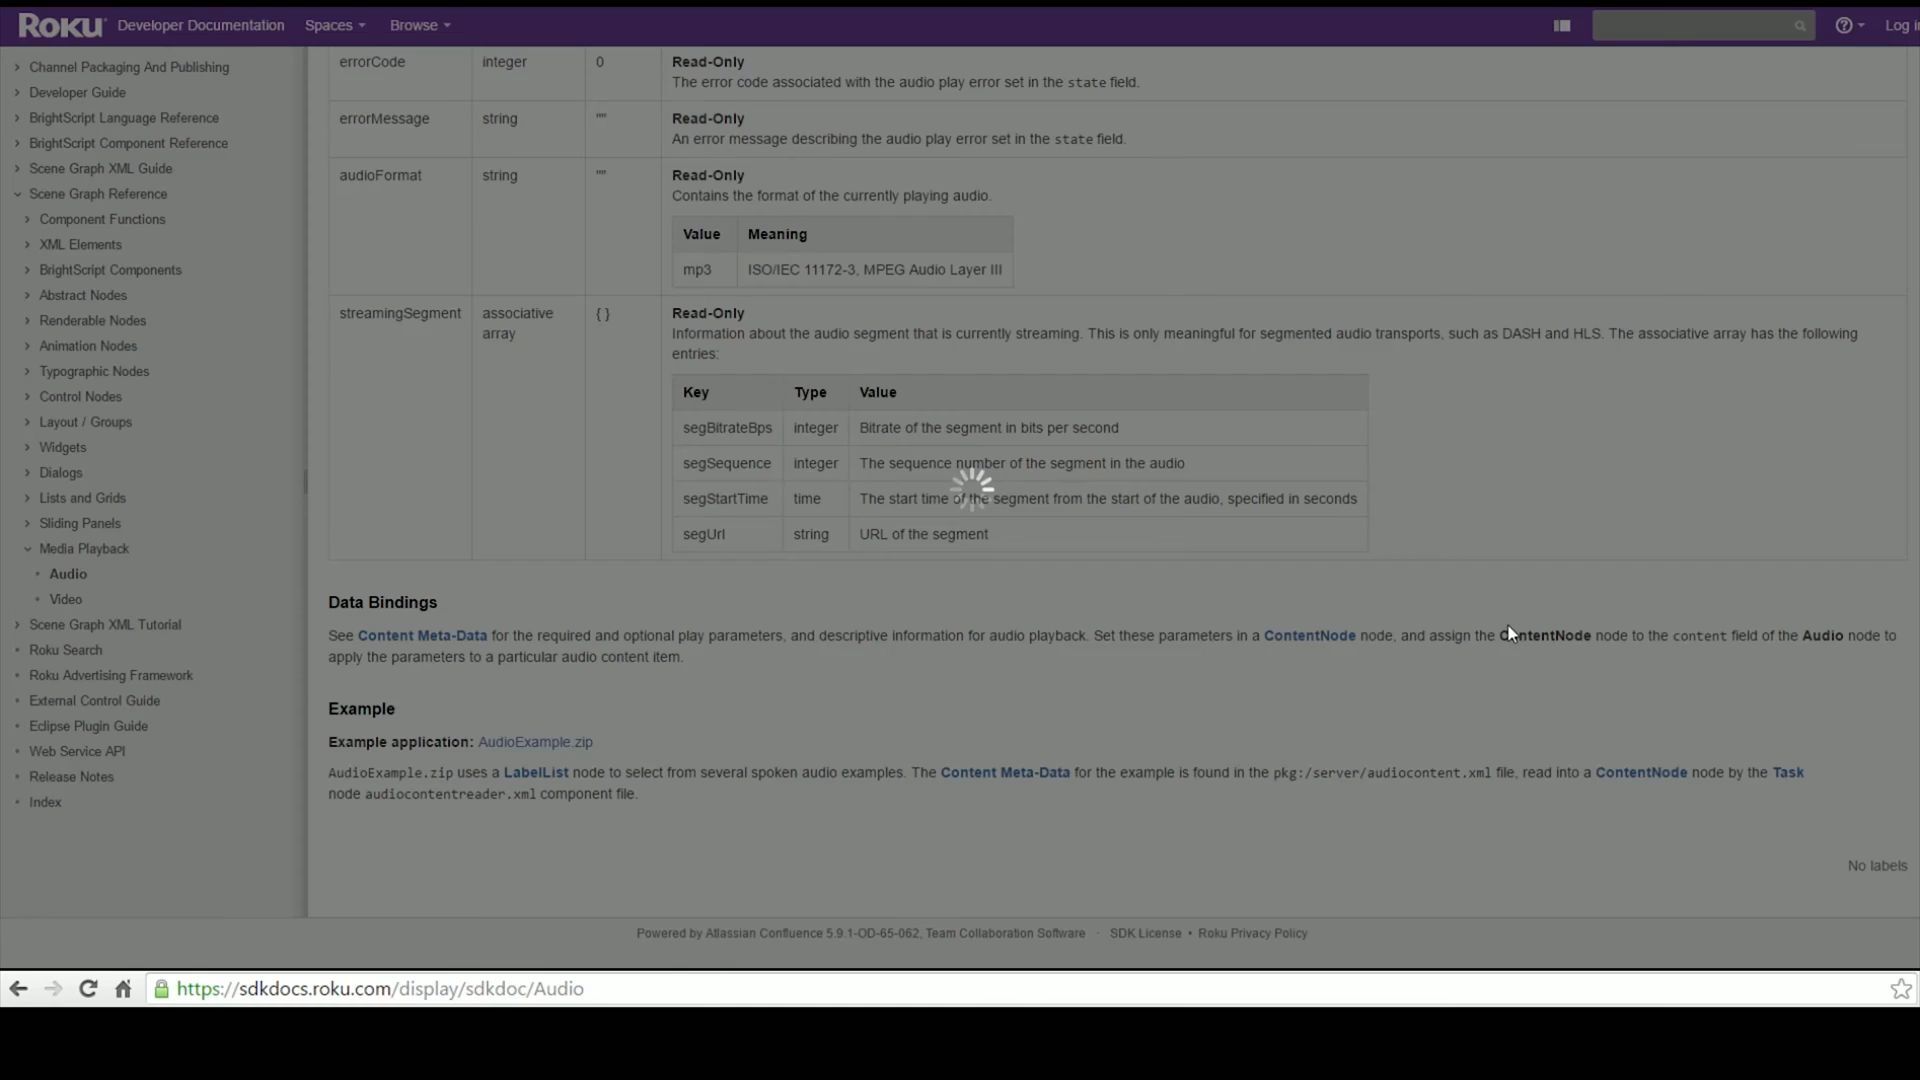 Roku Developer Documentation Spaces Browse Log in
Channel Packaging And Publishing
Developer Guide
BrightScript Language Reference
BrightScript Component Reference
Scene Graph XML Guide
Scene Graph Reference
Component Functions
XML Elements
BrightScript Components
Abstract Nodes
Renderable Nodes
Animation Nodes
Typographic Nodes
Control Nodes
Layout / Groups
Widgets
Dialogs
Lists and Grids
Sliding Panels
Media Playback
Audio
Video
Scene Graph XML Tutorial
Roku Search
Roku Advertising Framework
External Control Guide
Eclipse Plugin Guide
Web Service API
Release Notes
Index
errorCode integer 0 Read-Only
The error code associated with the audio play error set in the state field.
errorMessage string "" Read-Only
An error message describing the audio play error set in the state field.
audioFormat string "" Read-Only
Contains the format of the currently playing audio.
Value Meaning
mp3 ISO/IEC 11172-3, MPEG Audio Layer III
streamingSegment associative { } Read-Only
array Information about the audio segment that is currently streaming. This is only meaningful for segmented audio transports, such as DASH and HLS. The associative array has the following
entries:
Key Type Value
segBitrateBps integer Bitrate of the segment in bits per second
segSequence integer The sequence number of the segment in the audio
segStartTime time The start time of the segment from the start of the audio, specified in seconds
segUrl string URL of the segment
Data Bindings
See Content Meta-Data for the required and optional play parameters, and descriptive information for audio playback. Set these parameters in a ContentNode node, and assign the ContentNode node to the content field of the Audio node to
apply the parameters to a particular audio content item.
Example
Example application: AudioExample.zip
AudioExample.zip uses a LabelList node to select from several spoken audio examples. The Content Meta-Data for the example is found in the pkg:/server/audiocontent.xml file, read into a ContentNode node by the Task
node audiocontentreader.xml component file.
No labels
Powered by Atlassian Confluence 5.9.1-OD-65-062, Team Collaboration Software · SDK License • Roku Privacy Policy
https://sdkdocs.roku.com/display/sdkdoc/Audio